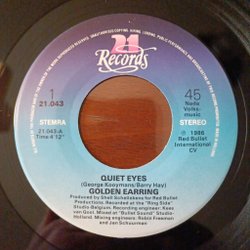 21
Records
1
21.043
STEMRA
21.043-A
Time 4'12"
45
Nada
Volks-
music
STEREO
℗ 1986
Red Bullet
International
CV
QUIET EYES
(George Kooymans/Barry Hay)
GOLDEN EARRING
Produced by Shell Schellekens for Red Bullet
Productions. Recorded at the "Ring Side"
Studio-Belgium. Recording engineer: Kees
van Gool. Mixed at "Bullet Sound" Studio-
Holland. Mixing engineers: Robin Freeman
and Jan Schuurman